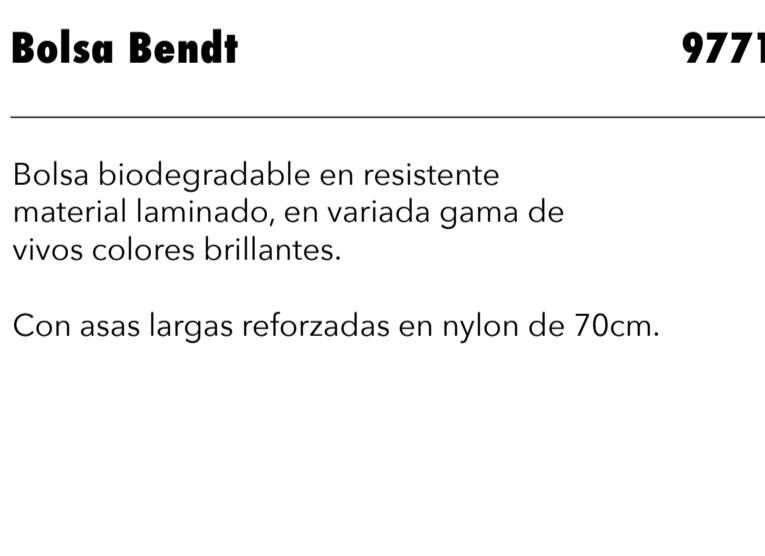 Bolsa Bendt 9771
Bolsa biodegradable en resistente
material laminado, en variada gama de
vivos colores brillantes.
Con asas largas reforzadas en nylon de 70cm.